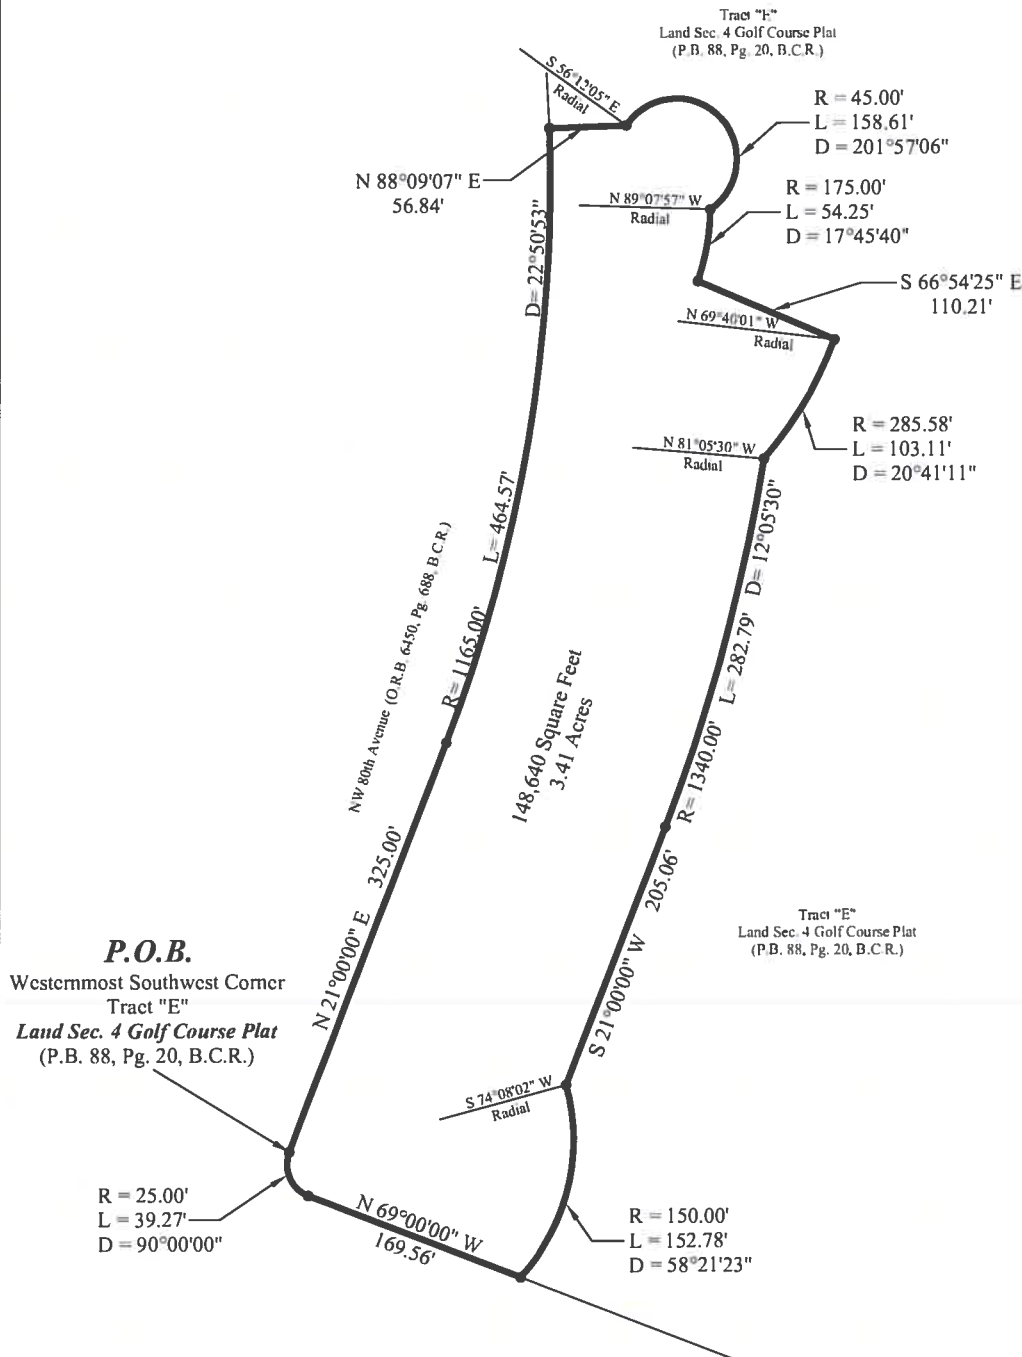 Tract "E"
Land Sec. 4 Golf Course Plat
(P.B. 88, Pg. 20, B.C.R.)
S 56°12'05" E
Radial
R = 45.00'
L = 158.61'
D = 201°57'06"
N 88°09'07" E
56.84'
R = 175.00'
L = 54.25'
D = 17°45'40"
N 89°07'57" W
Radial
S 66°54'25" E
110.21'
N 69°40'01" W
Radial
R = 285.58'
L = 103.11'
D = 20°41'11"
N 81°05'30" W
Radial
R= 1165.00' L= 464.57' D= 22°50'53"
NW 80th Avenue (O.R.B. 6450, Pg. 688, B.C.R.)
148,640 Square Feet
3.41 Acres
R= 1340.00' L= 282.79' D= 12°05'30"
N 21°00'00" E 325.00'
S 21°00'00" W 205.06'
Tract "E"
Land Sec. 4 Golf Course Plat
(P.B. 88, Pg. 20, B.C.R.)
P.O.B.
Westernmost Southwest Corner
Tract "E"
Land Sec. 4 Golf Course Plat
(P.B. 88, Pg. 20, B.C.R.)
S 74°08'02" W
Radial
R = 25.00'
L = 39.27'
D = 90°00'00"
N 69°00'00" W
169.56'
R = 150.00'
L = 152.78'
D = 58°21'23"